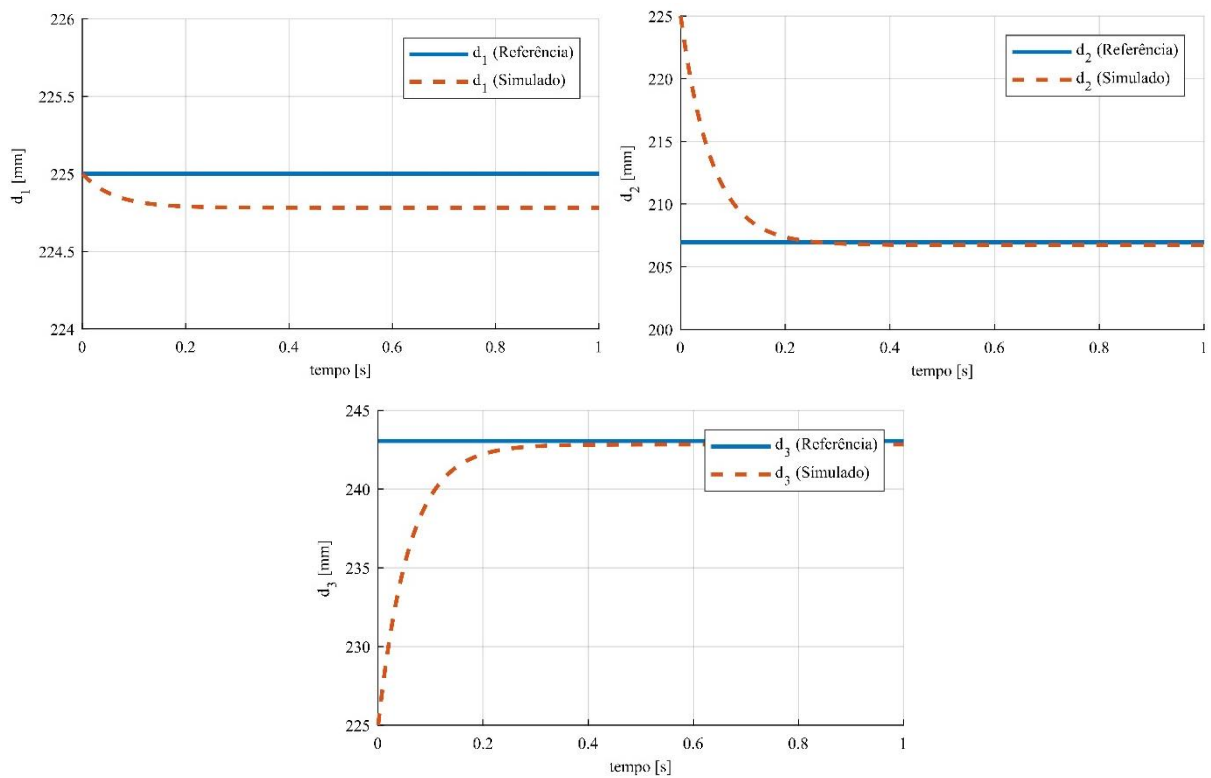 226
225.5
225
224.5
224
d1 [mm]
0 0.2 0.4 0.6 0.8 1
tempo [s]
d1 (Referência)
d1 (Simulado)
225
220
215
210
205
200
d2 [mm]
0 0.2 0.4 0.6 0.8 1
tempo [s]
d2 (Referência)
d2 (Simulado)
245
240
235
230
225
d3 [mm]
0 0.2 0.4 0.6 0.8 1
tempo [s]
d3 (Referência)
d3 (Simulado)